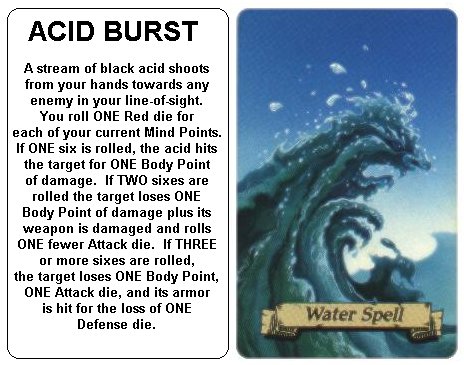 ACID BURST
A stream of black acid shoots
from your hands towards any
enemy in your line-of-sight.
You roll ONE Red die for
each of your current Mind Points.
If ONE six is rolled, the acid hits
the target for ONE Body Point
of damage. If TWO sixes are
rolled the target loses ONE
Body Point of damage plus its
weapon is damaged and rolls
ONE fewer Attack die. If THREE
or more sixes are rolled,
the target loses ONE Body Point,
ONE Attack die, and its armor
is hit for the loss of ONE
Defense die.
Water Spell